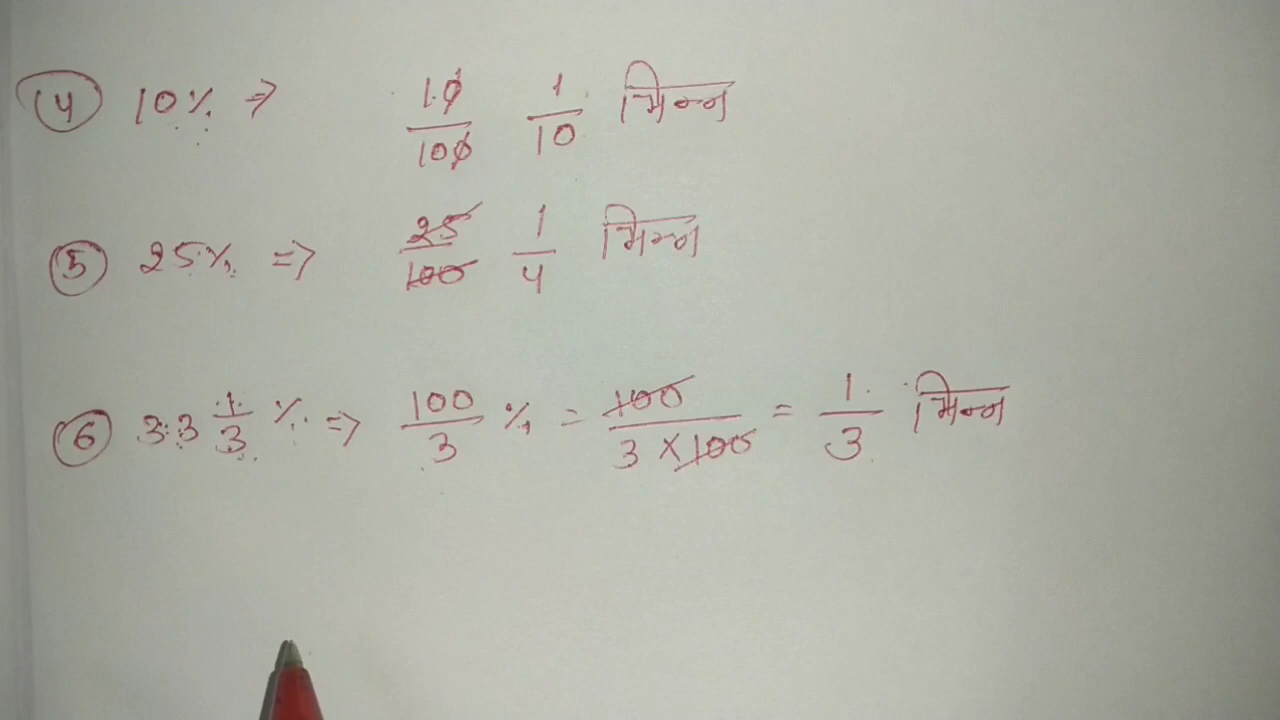 (4) 10% => 10/100 1/10 भिन्न
(5) 25% => 25/100 1/4 भिन्न
(6) 33 1/3 % => 100/3 % = 100/(3 × 100) = 1/3 भिन्न